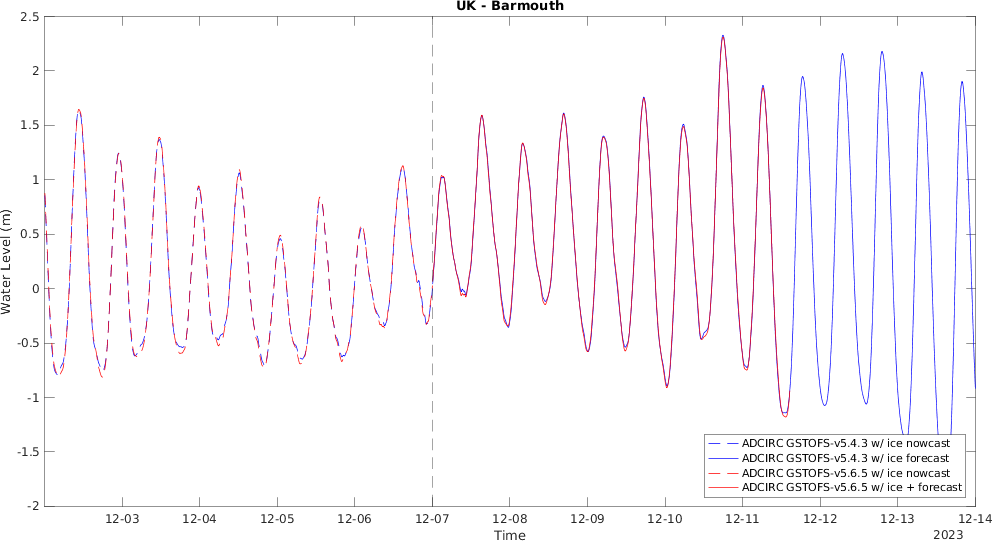 UK - Barmouth
2.5
2
1.5
1
0.5
0
-0.5
-1
-1.5
-2
Water Level (m)
12-03 12-04 12-05 12-06 12-07 12-08 12-09 12-10 12-11 12-12 12-13 12-14
Time
2023
ADCIRC GSTOFS-v5.4.3 w/ ice nowcast
ADCIRC GSTOFS-v5.4.3 w/ ice forecast
ADCIRC GSTOFS-v5.6.5 w/ ice nowcast
ADCIRC GSTOFS-v5.6.5 w/ ice + forecast